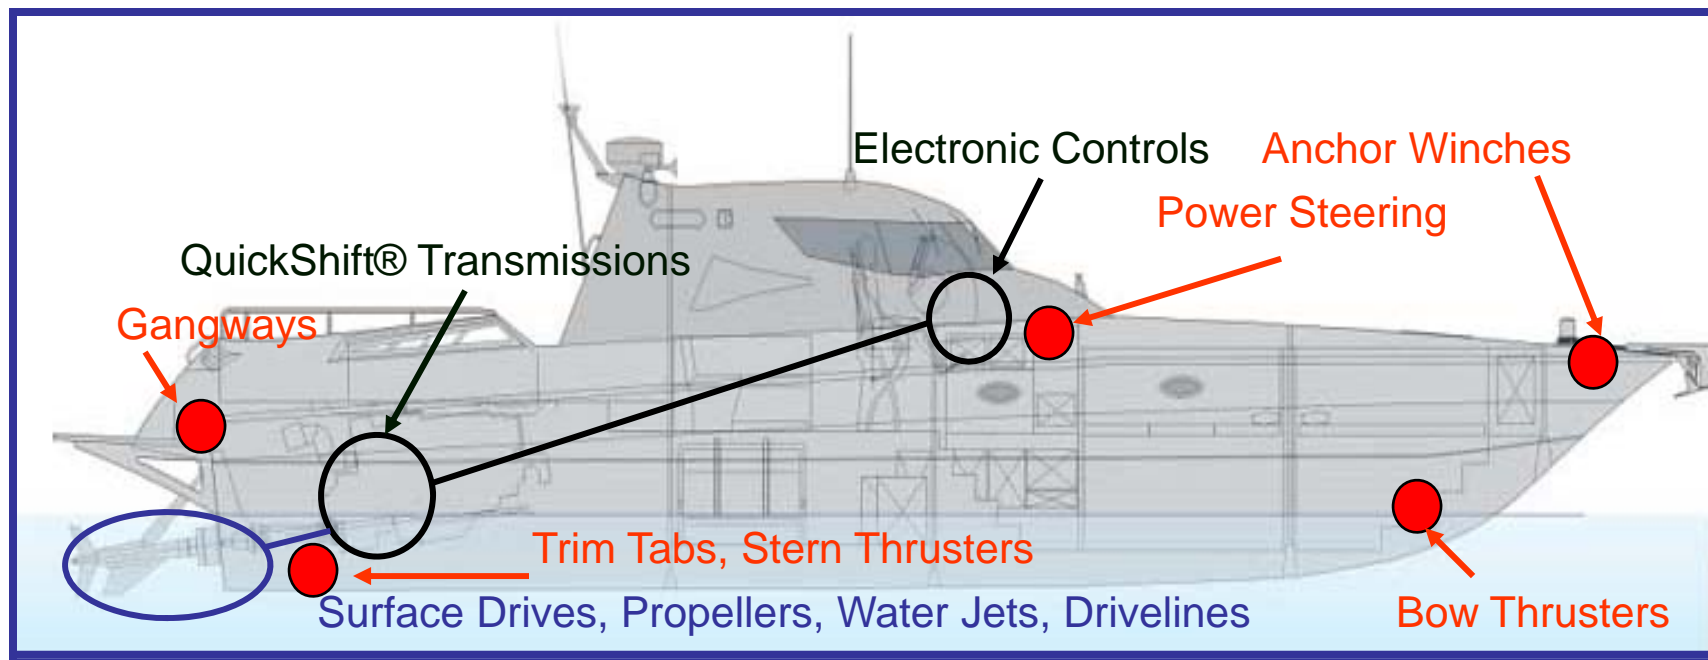 Electronic Controls
Anchor Winches
Power Steering
QuickShift® Transmissions
Gangways
Trim Tabs, Stern Thrusters
Surface Drives, Propellers, Water Jets, Drivelines
Bow Thrusters